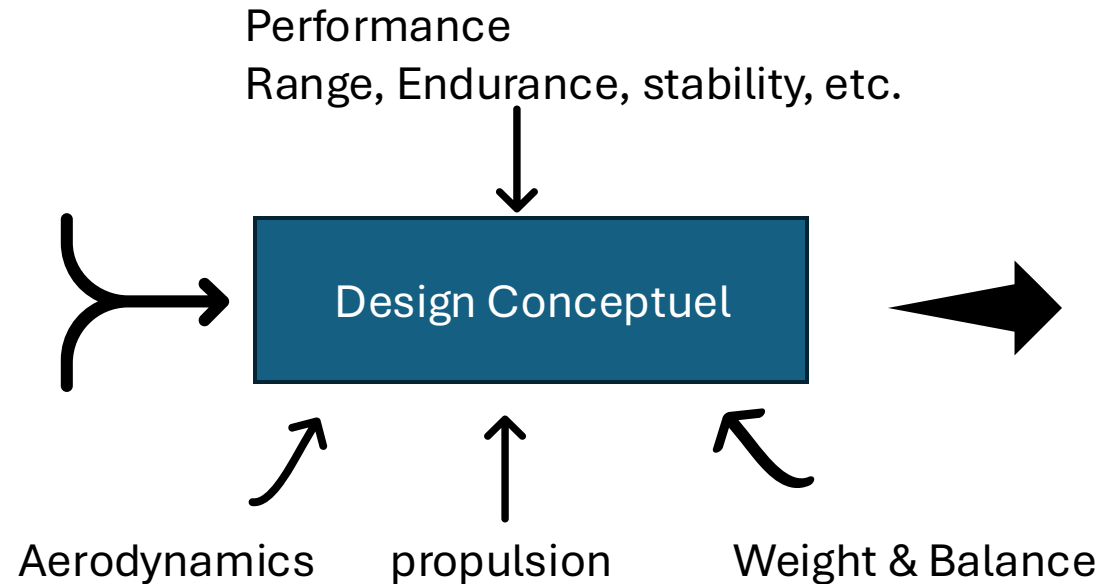 Performance
Range, Endurance, stability, etc.
Design Conceptuel
Aerodynamics
propulsion
Weight & Balance